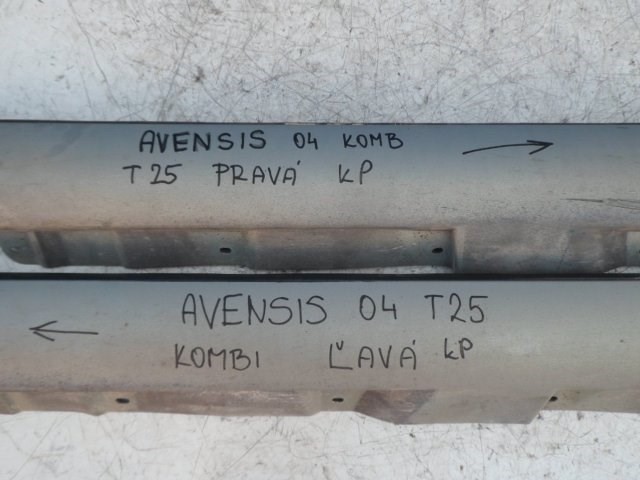 AVENSIS 04 KOMB
T25 PRAVÁ KP
AVENSIS 04 T25
KOMBI ĽAVÁ KP